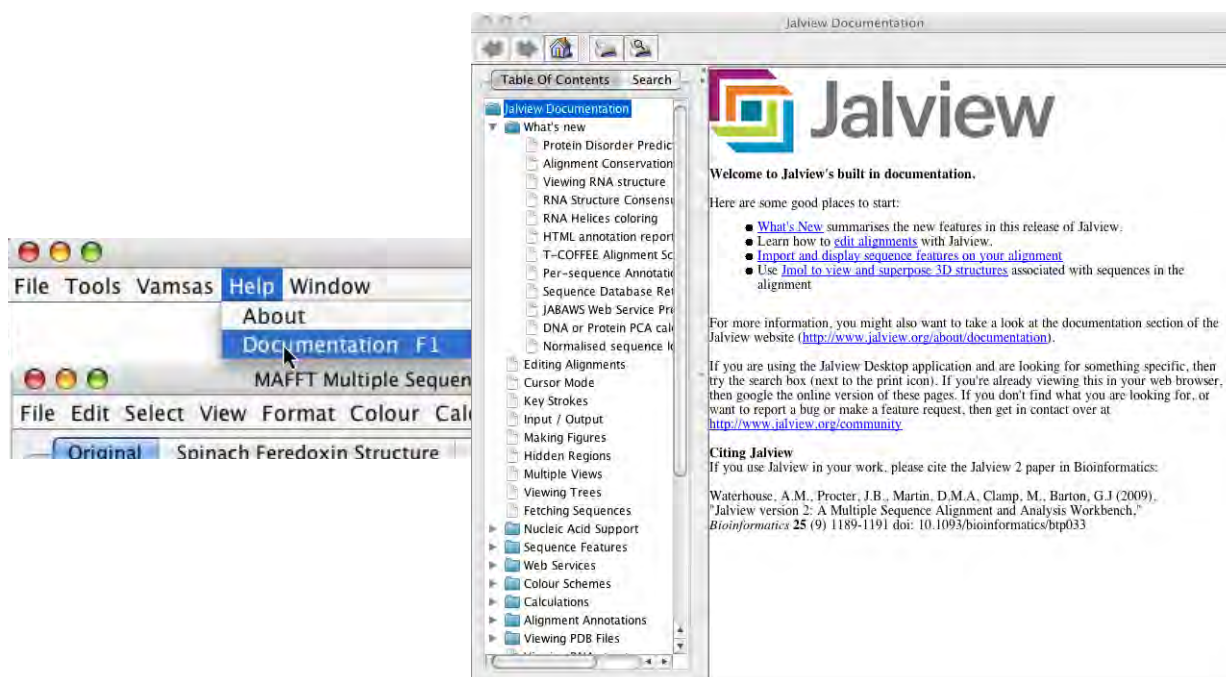 File Tools Vamsas Help Window
About
Documentation F1
MAFFT Multiple Sequen
File Edit Select View Format Colour Cal
Original Spinach Feredoxin Structure
Jalview Documentation
Table Of Contents Search
Jalview Documentation
What's new
Protein Disorder Predic
Alignment Conservation
Viewing RNA structure
RNA Structure Consensu
RNA Helices coloring
HTML annotation report
T-COFFEE Alignment Sc
Per-sequence Annotatio
Sequence Database Ret
JABAWS Web Service Pre
DNA or Protein PCA calc
Normalised sequence lo
Editing Alignments
Cursor Mode
Key Strokes
Input / Output
Making Figures
Hidden Regions
Multiple Views
Viewing Trees
Fetching Sequences
Nucleic Acid Support
Sequence Features
Web Services
Colour Schemes
Calculations
Alignment Annotations
Viewing PDB Files
Jalview
Welcome to Jalview's built in documentation.
Here are some good places to start:
What's New summarises the new features in this release of Jalview.
Learn how to edit alignments with Jalview.
Import and display sequence features on your alignment
Use Jmol to view and superpose 3D structures associated with sequences in the
alignment
For more information, you might also want to take a look at the documentation section of the
Jalview website (http://www.jalview.org/about/documentation).
If you are using the Jalview Desktop application and are looking for something specific, then
try the search box (next to the print icon). If you're already viewing this in your web browser,
then google the online version of these pages. If you don't find what you are looking for, or
want to report a bug or make a feature request, then get in contact over at
http://www.jalview.org/community
Citing Jalview
If you use Jalview in your work, please cite the Jalview 2 paper in Bioinformatics:
Waterhouse, A.M., Procter, J.B., Martin, D.M.A, Clamp, M., Barton, G.J (2009),
"Jalview version 2: A Multiple Sequence Alignment and Analysis Workbench,"
Bioinformatics 25 (9) 1189-1191 doi: 10.1093/bioinformatics/btp033